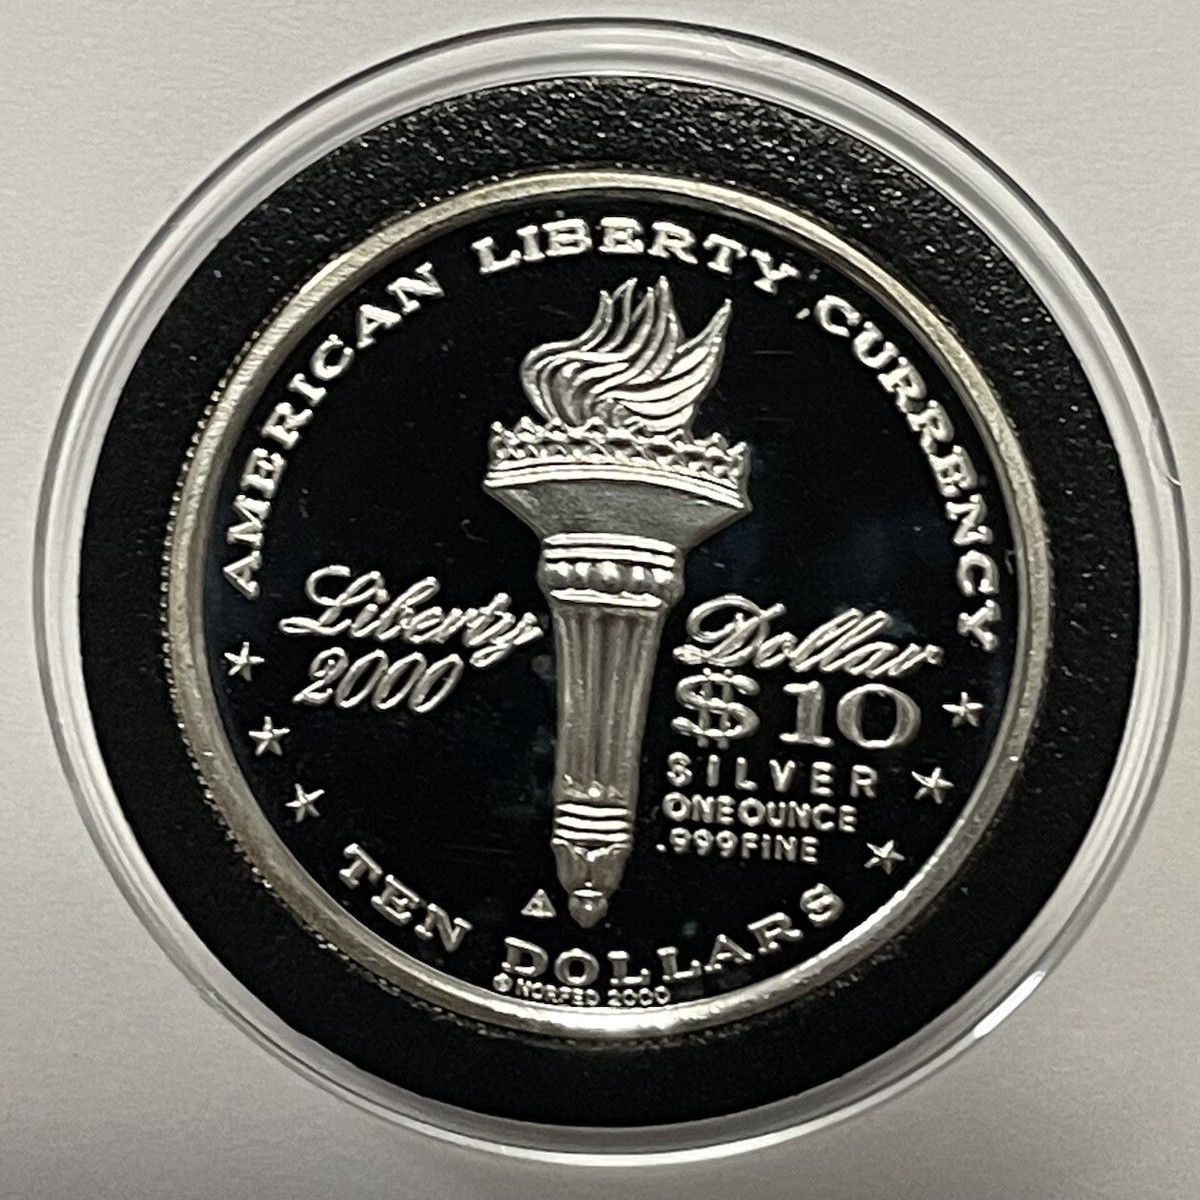 AMERICAN LIBERTY CURRENCY
Liberty
2000
Dollar
$10
SILVER
ONE OUNCE
.999 FINE
A
TEN DOLLARS
© NORFED 2000